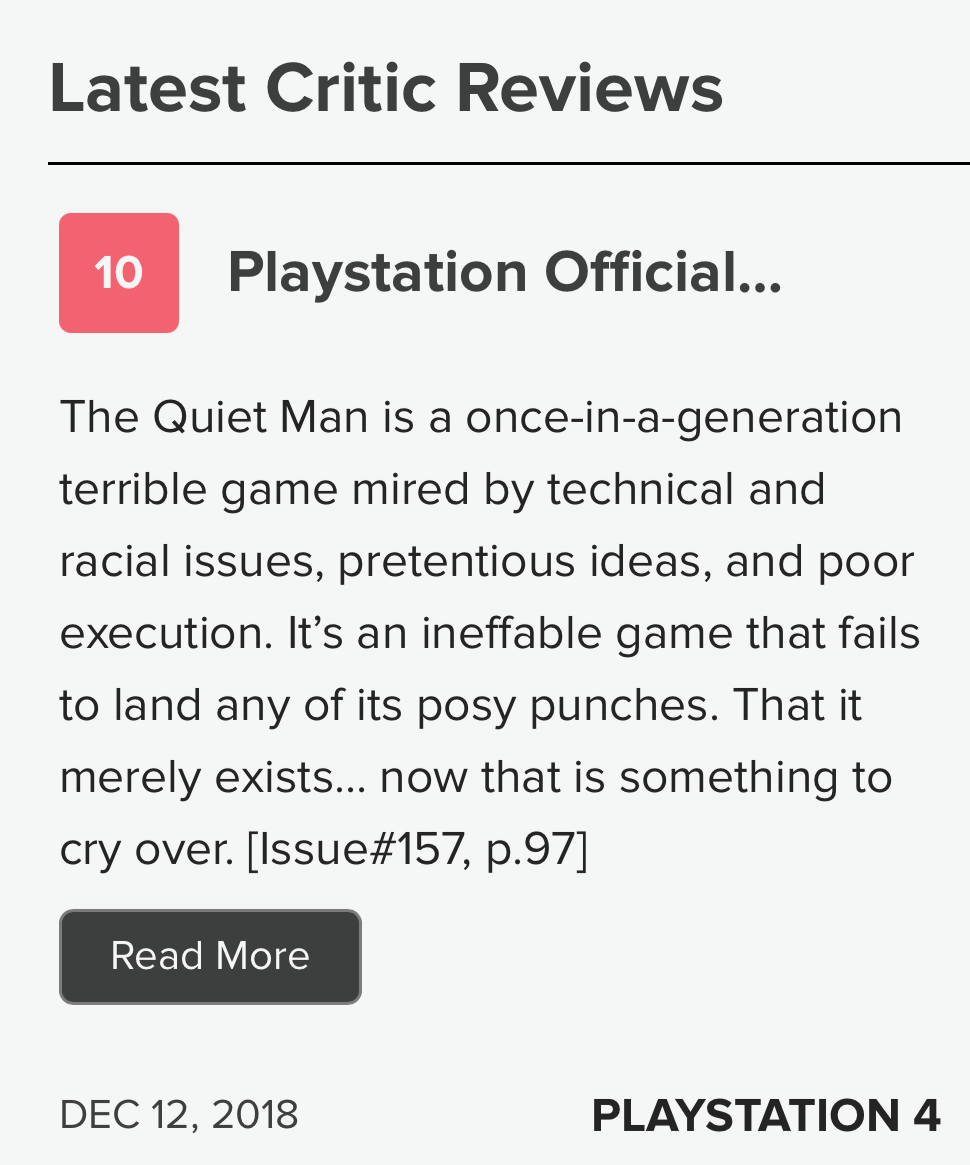 Latest Critic Reviews
10
Playstation Official...
The Quiet Man is a once-in-a-generation
terrible game mired by technical and
racial issues, pretentious ideas, and poor
execution. It’s an ineffable game that fails
to land any of its posy punches. That it
merely exists... now that is something to
cry over. [Issue#157, p.97]
Read More
DEC 12, 2018
PLAYSTATION 4